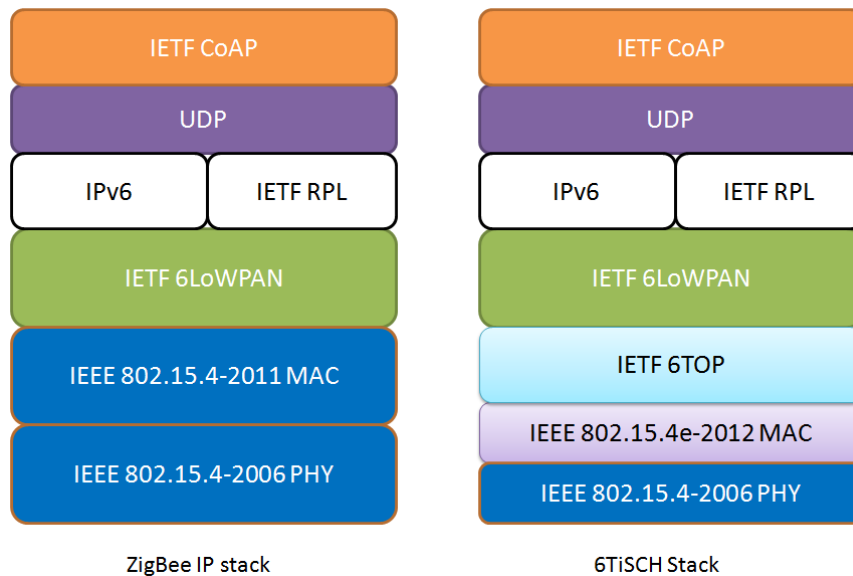 IETF CoAP
UDP
IPv6
IETF RPL
IETF 6LoWPAN
IEEE 802.15.4-2011 MAC
IEEE 802.15.4-2006 PHY
ZigBee IP stack
IETF CoAP
UDP
IPv6
IETF RPL
IETF 6LoWPAN
IETF 6TOP
IEEE 802.15.4e-2012 MAC
IEEE 802.15.4-2006 PHY
6TiSCH Stack